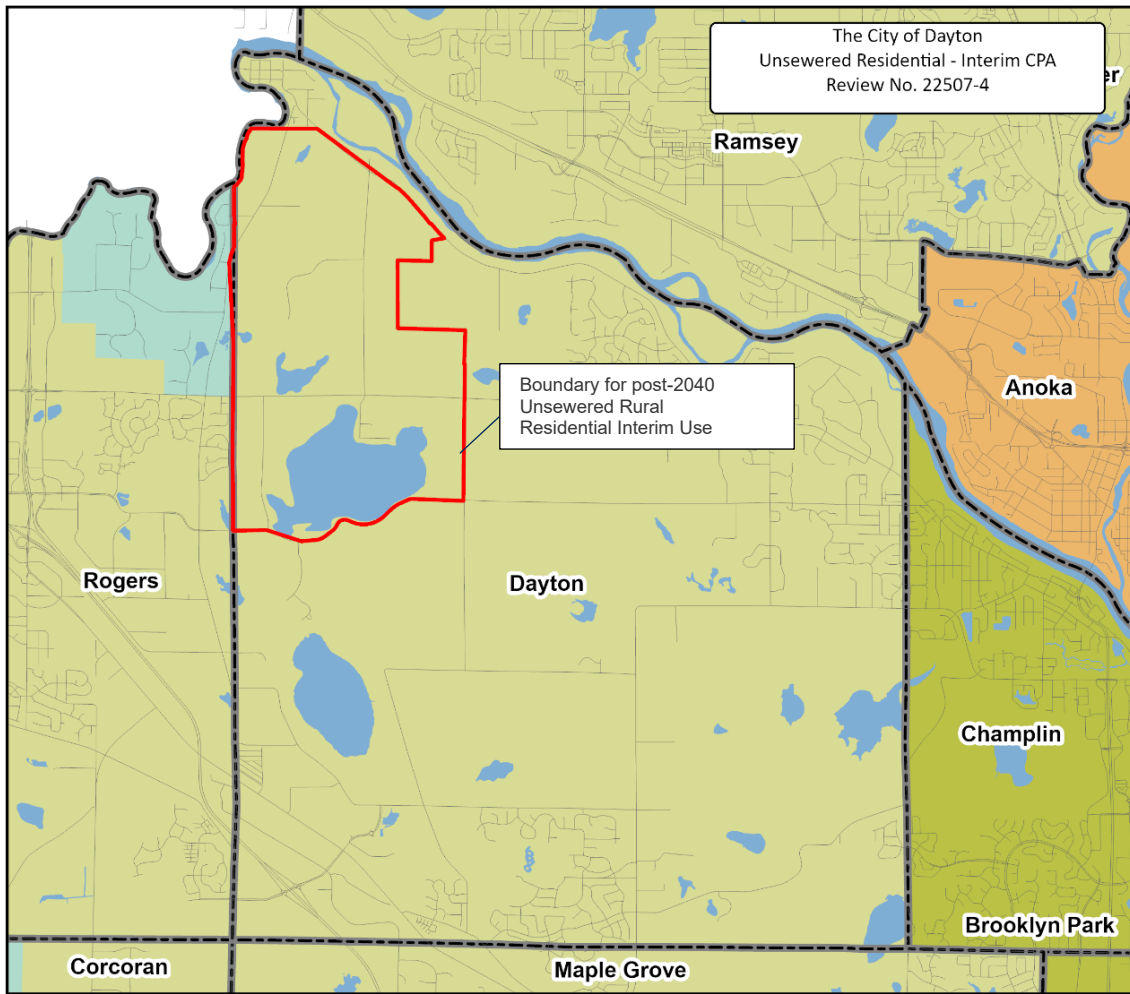 The City of Dayton
Unsewered Residential - Interim CPA
Review No. 22507-4
er
Ramsey
Boundary for post-2040
Unsewered Rural
Residential Interim Use
Anoka
Rogers
Dayton
Champlin
Brooklyn Park
Corcoran
Maple Grove